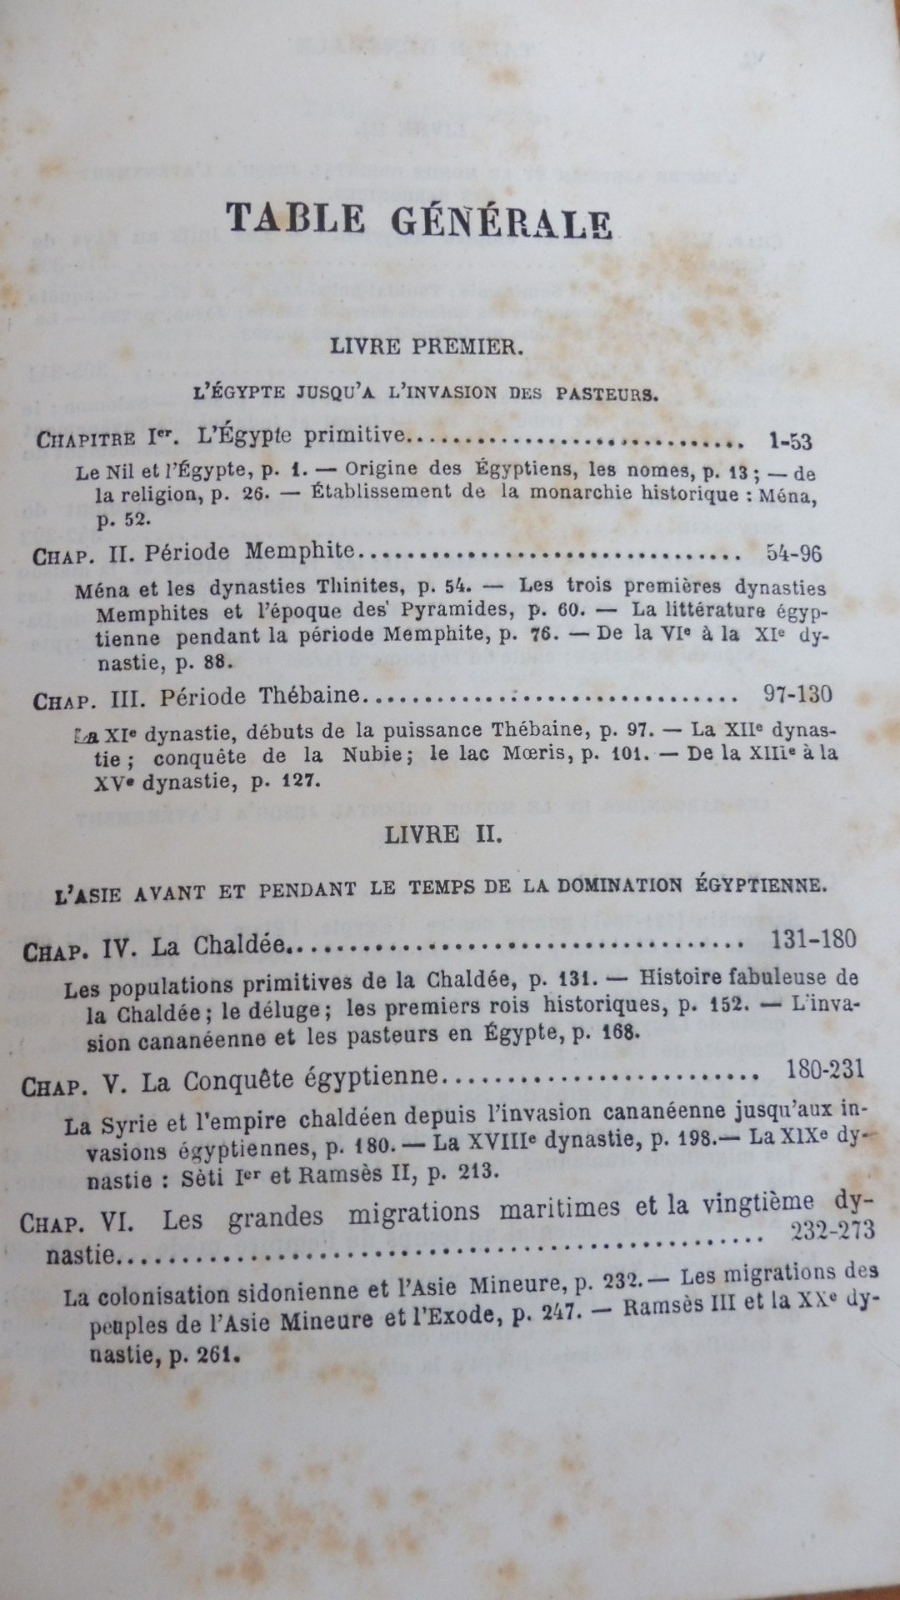 TABLE GÉNÉRALE
LIVRE PREMIER.
L'ÉGYPTE JUSQU'A L'INVASION DES PASTEURS.
CHAPITRE Ier. L'Égypte primitive.............................. 1-53
Le Nil et l'Égypte, p. 1. — Origine des Égyptiens, les nomes, p. 13; — de
la religion, p. 26. — Établissement de la monarchie historique : Ména,
p. 52.
CHAP. II. Période Memphite................................. 54-96
Ména et les dynasties Thinites, p. 54. — Les trois premières dynasties
Memphites et l'époque des Pyramides, p. 60. — La littérature égyp-
tienne pendant la période Memphite, p. 76. — De la VIe à la XIe dy-
nastie, p. 88.
CHAP. III. Période Thébaine................................. 97-130
La XIe dynastie, débuts de la puissance Thébaine, p. 97. — La XIIe dynas-
tie; conquête de la Nubie; le lac Mœris, p. 101. — De la XIIIe à la
XVe dynastie, p. 127.
LIVRE II.
L'ASIE AVANT ET PENDANT LE TEMPS DE LA DOMINATION ÉGYPTIENNE.
CHAP. IV. La Chaldée....................................... 131-180
Les populations primitives de la Chaldée, p. 131. — Histoire fabuleuse de
la Chaldée; le déluge; les premiers rois historiques, p. 152. — L'inva-
sion cananéenne et les pasteurs en Égypte, p. 168.
CHAP. V. La Conquête égyptienne........................... 180-231
La Syrie et l'empire chaldéen depuis l'invasion cananéenne jusqu'aux in-
vasions égyptiennes, p. 180. — La XVIIIe dynastie, p. 198. — La XIXe dy-
nastie : Sèti Ier et Ramsès II, p. 213.
CHAP. VI. Les grandes migrations maritimes et la vingtième dy-
nastie....................................................... 232-273
La colonisation sidonienne et l'Asie Mineure, p. 232. — Les migrations des
peuples de l'Asie Mineure et l'Exode, p. 247. — Ramsès III et la XXe dy-
nastie, p. 261.